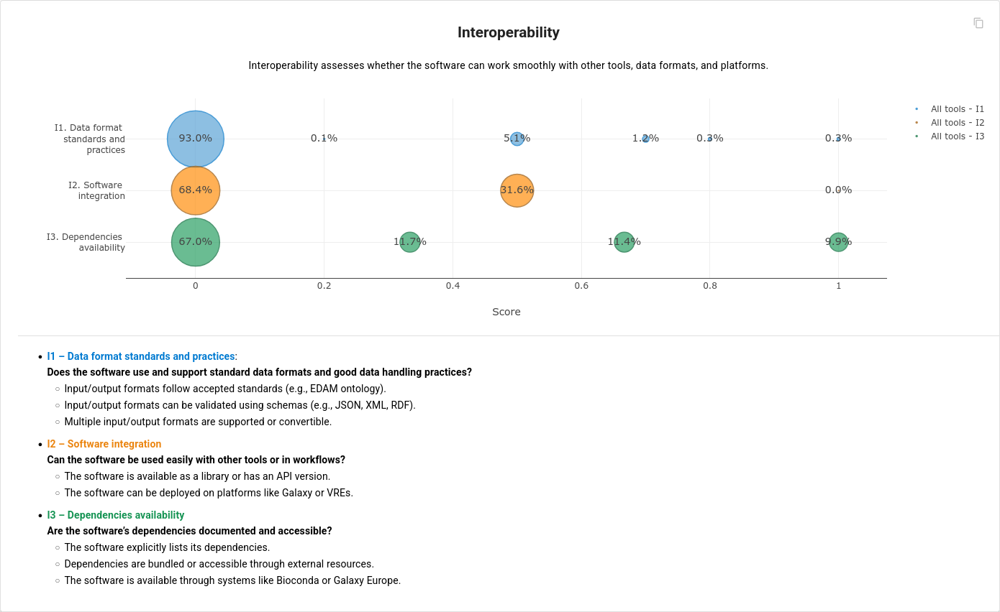 Interoperability
Interoperability assesses whether the software can work smoothly with other tools, data formats, and platforms.
All tools - I1
All tools - I2
All tools - I3
I1. Data format
standards and
practices
93.0%
0.1%
5.1%
1.2%
0.3%
0.3%
I2. Software
integration
68.4%
31.6%
0.0%
I3. Dependencies
availability
67.0%
11.7%
11.4%
9.9%
0
0.2
0.4
0.6
0.8
1
Score
• I1 – Data format standards and practices:
Does the software use and support standard data formats and good data handling practices?
○ Input/output formats follow accepted standards (e.g., EDAM ontology).
○ Input/output formats can be validated using schemas (e.g., JSON, XML, RDF).
○ Multiple input/output formats are supported or convertible.
• I2 – Software integration
Can the software be used easily with other tools or in workflows?
○ The software is available as a library or has an API version.
○ The software can be deployed on platforms like Galaxy or VREs.
• I3 – Dependencies availability
Are the software’s dependencies documented and accessible?
○ The software explicitly lists its dependencies.
○ Dependencies are bundled or accessible through external resources.
○ The software is available through systems like Bioconda or Galaxy Europe.